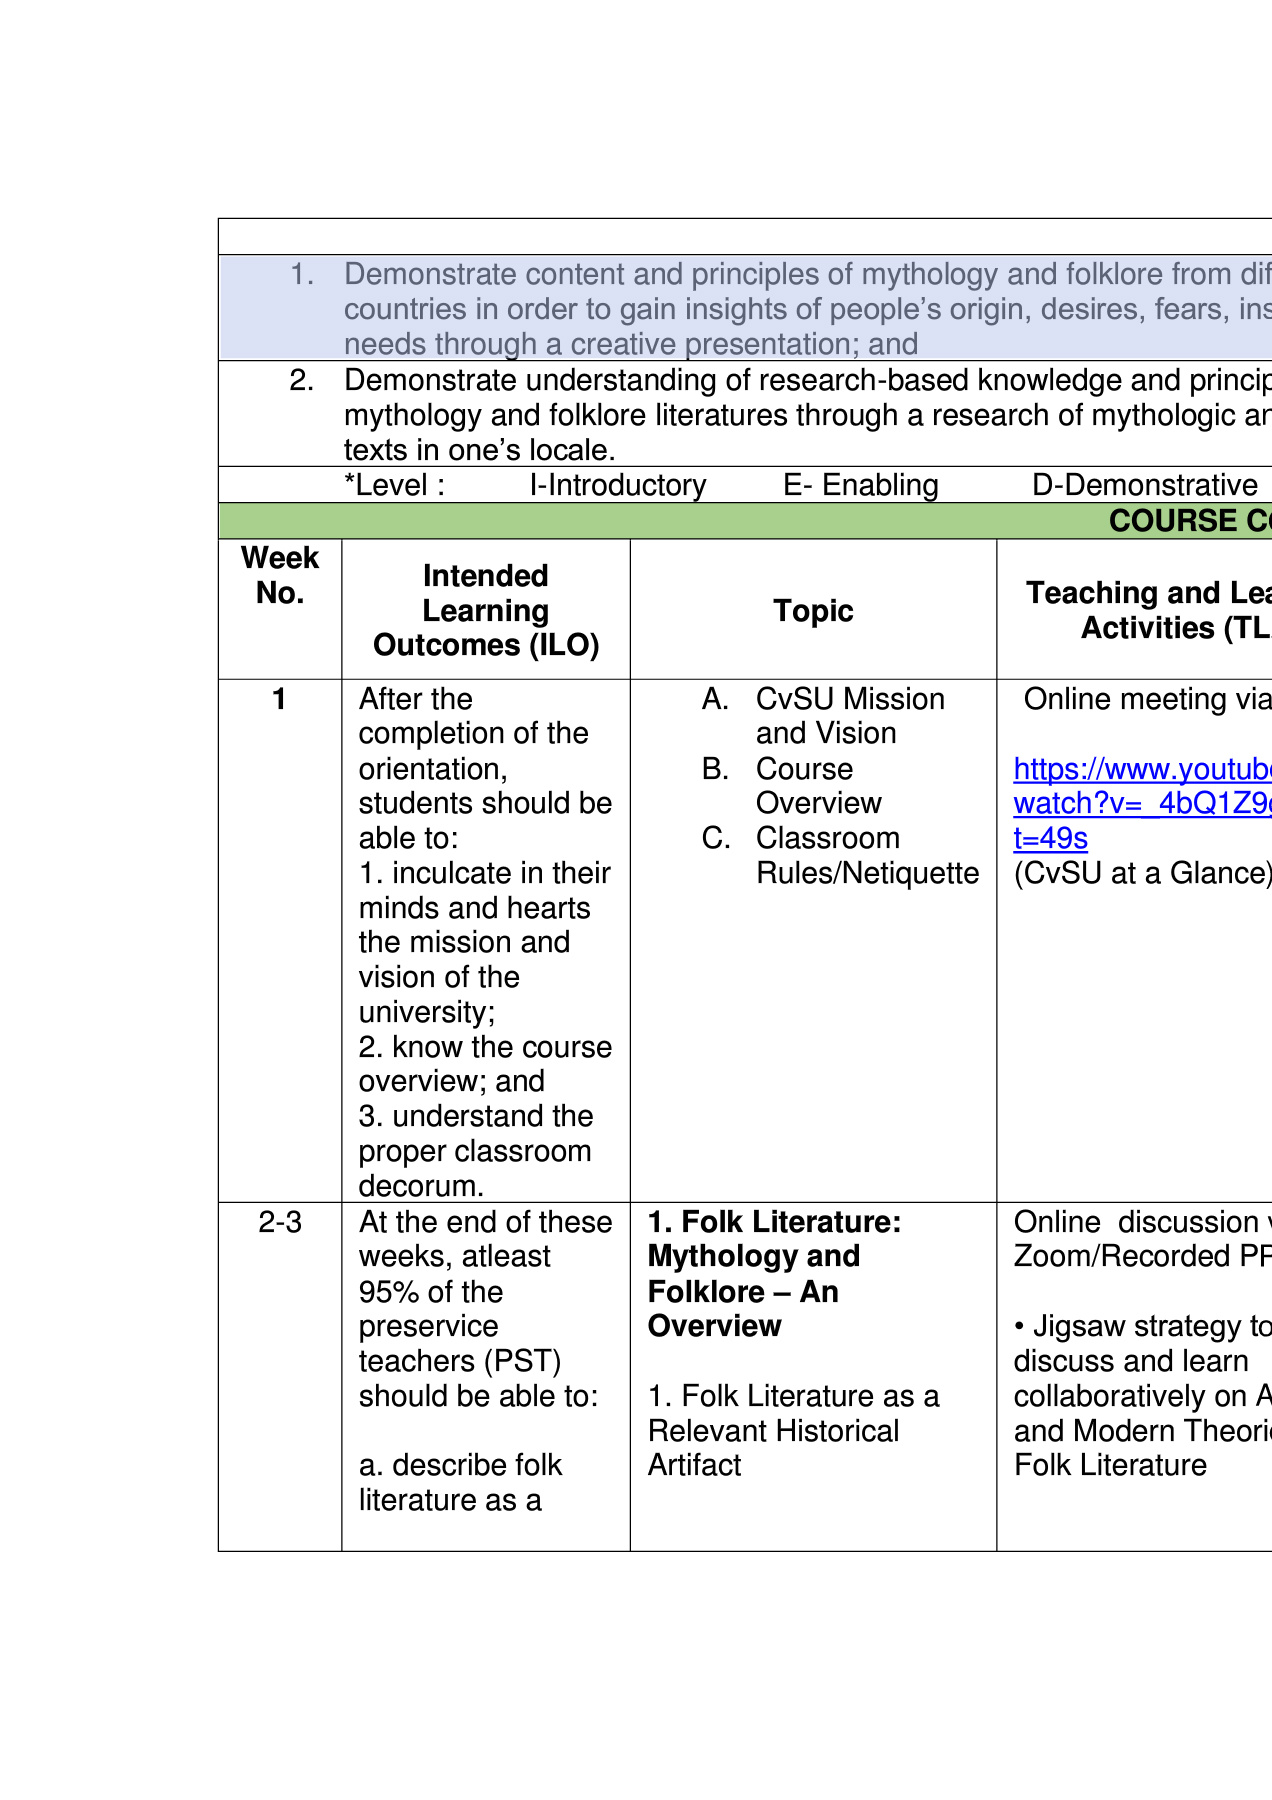 1. Demonstrate content and principles of mythology and folklore from
countries in order to gain insights of people's origin, desires, fears,
needs through a creative presentation; and
2. Demonstrate understanding of research-based knowledge and
mythology and folklore literatures through a research of mythologic
texts in one's locale.
*Level : I-Introductory E- Enabling D-Demonstrative
COURSE
Week
No.
Intended
Learning
Outcomes (ILO)
Topic
Teaching and
Activities
1
After the
completion of the
orientation,
students should be
able to:
1. inculcate in their
minds and hearts
the mission and
vision of the
university;
2. know the course
overview; and
3. understand the
proper classroom
decorum.
A. CvSU Mission
and Vision
B. Course
Overview
C. Classroom
Rules/Netiquette
Online meeting via
https://www.youtube
watch?v=_4bQ1Z9
t=49s
(CvSU at a Glance)
2-3
At the end of these
weeks, atleast
95% of the
preservice
teachers (PST)
should be able to:
a. describe folk
literature as a
1. Folk Literature:
Mythology and
Folklore – An
Overview
1. Folk Literature as a
Relevant Historical
Artifact
Online discussion
Zoom/Recorded
• Jigsaw strategy to
discuss and learn
collaboratively on
and Modern
Folk Literature